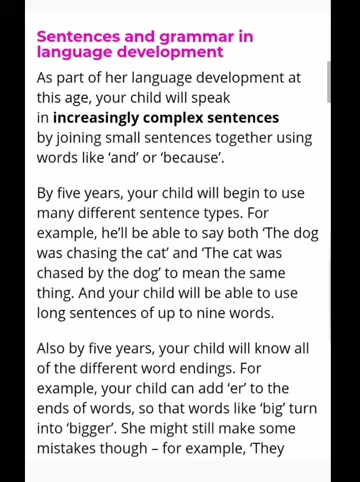 Sentences and grammar in
language development
As part of her language development at
this age, your child will speak
in increasingly complex sentences
by joining small sentences together using
words like ‘and’ or ‘because’.
By five years, your child will begin to use
many different sentence types. For
example, he’ll be able to say both ‘The dog
was chasing the cat’ and ‘The cat was
chased by the dog’ to mean the same
thing. And your child will be able to use
long sentences of up to nine words.
Also by five years, your child will know all
of the different word endings. For
example, your child can add ‘er’ to the
ends of words, so that words like ‘big’ turn
into ‘bigger’. She might still make some
mistakes though – for example, ‘They